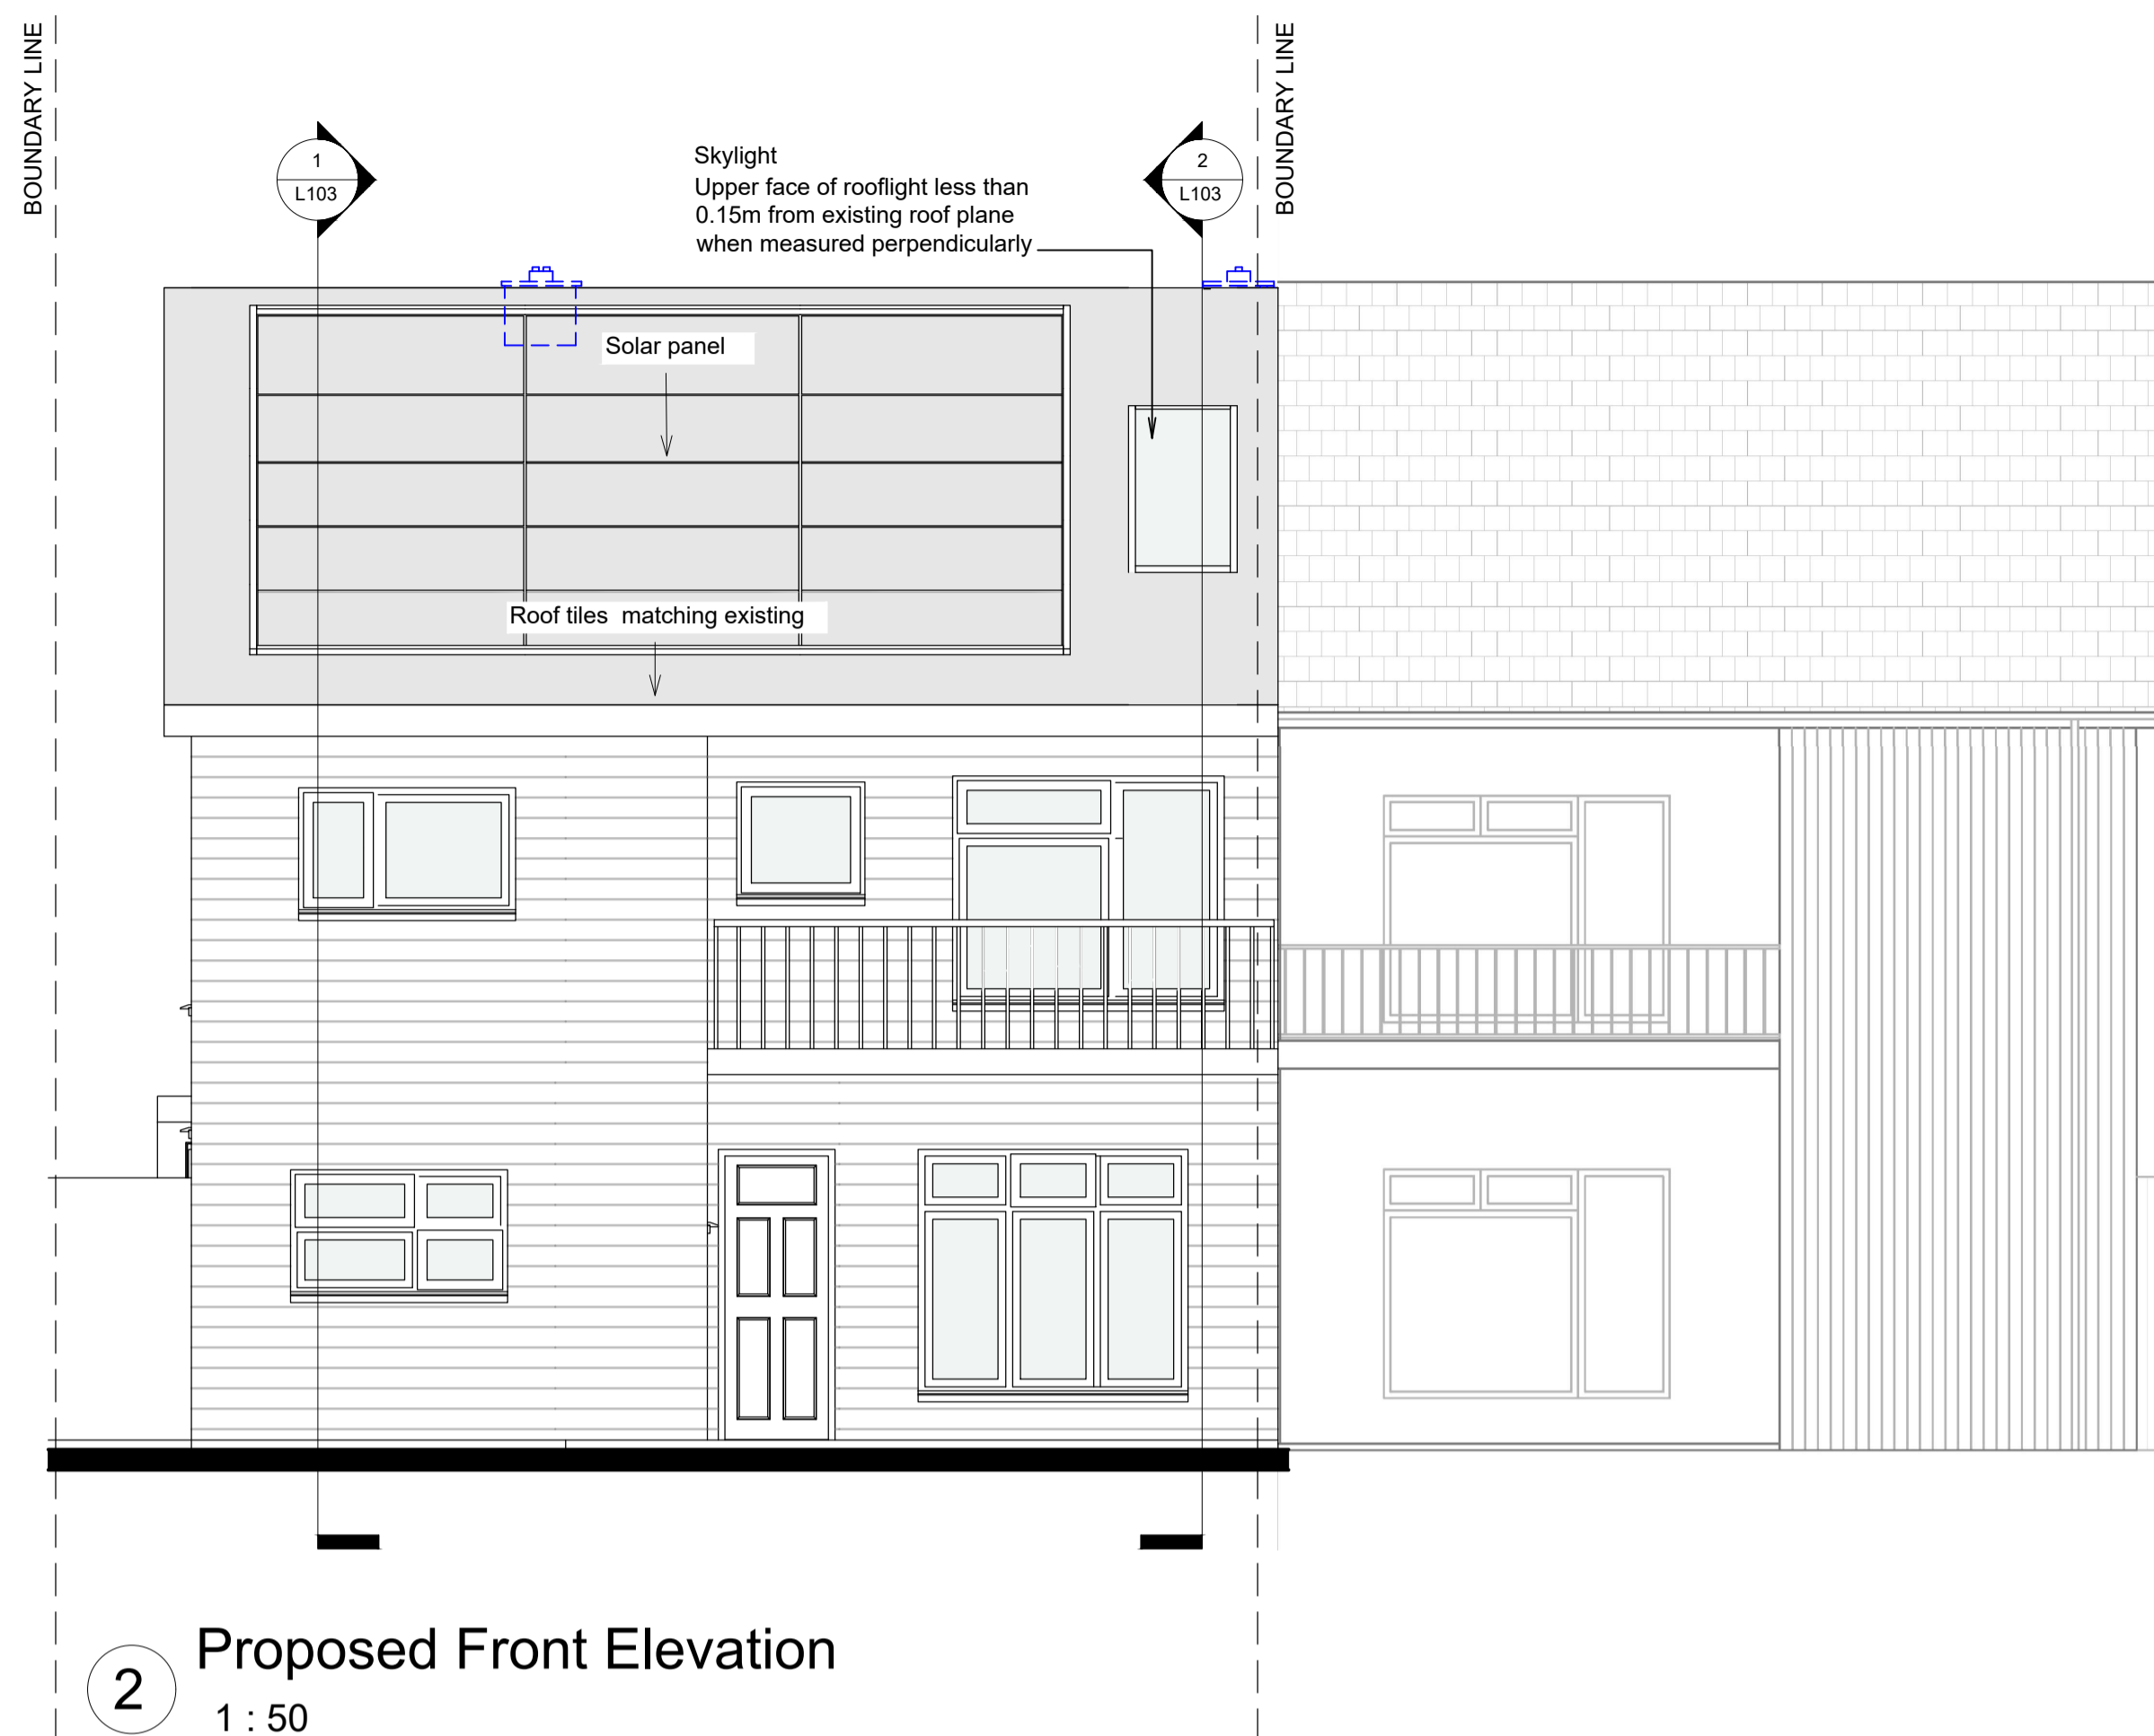 BOUNDARY LINE
BOUNDARY LINE
1
L103
2
L103
Skylight
Upper face of rooflight less than
0.15m from existing roof plane
when measured perpendicularly
Solar panel
Roof tiles matching existing
2
Proposed Front Elevation
1 : 50